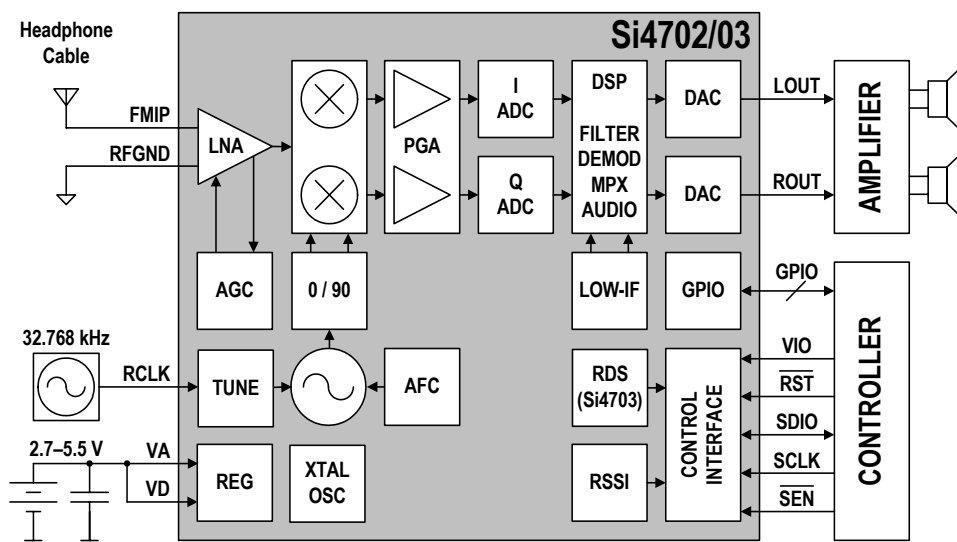 Headphone
Cable
Si4702/03
FMIP
RFGND
LNA
PGA
I
ADC
Q
ADC
DSP
FILTER
DEMOD
MPX
AUDIO
DAC
DAC
LOUT
ROUT
AMPLIFIER
AGC
0 / 90
LOW-IF
GPIO
GPIO
32.768 kHz
RCLK
TUNE
AFC
RDS
(Si4703)
CONTROL
INTERFACE
VIO
RST
SDIO
SCLK
SEN
CONTROLLER
2.7–5.5 V
VA
VD
REG
XTAL
OSC
RSSI